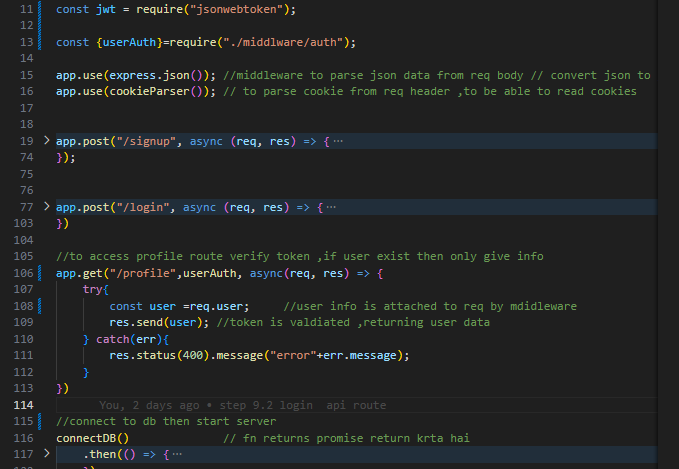 11 const jwt = require("jsonwebtoken");
12
13 const {userAuth}=require("./middlware/auth");
14
15 app.use(express.json()); //middleware to parse json data from req body // convert json to
16 app.use(cookieParser()); // to parse cookie from req header ,to be able to read cookies
17
18
19 > app.post("/signup", async (req, res) => { ⋯
74 });
75
76
77 > app.post("/login", async (req, res) => { ⋯
103 })
104
105 //to access profile route verify token ,if user exist then only give info
106 app.get("/profile",userAuth, async(req, res) => {
107 try{
108 const user =req.user; //user info is attached to req by mdidleware
109 res.send(user); //token is valdiated ,returning user data
110 } catch(err){
111 res.status(400).message("error"+err.message);
112 }
113 })
114 You, 2 days ago • step 9.2 login api route
115 //connect to db then start server
116 connectDB() // fn returns promise return krta hai
117 > .then(() => { ⋯